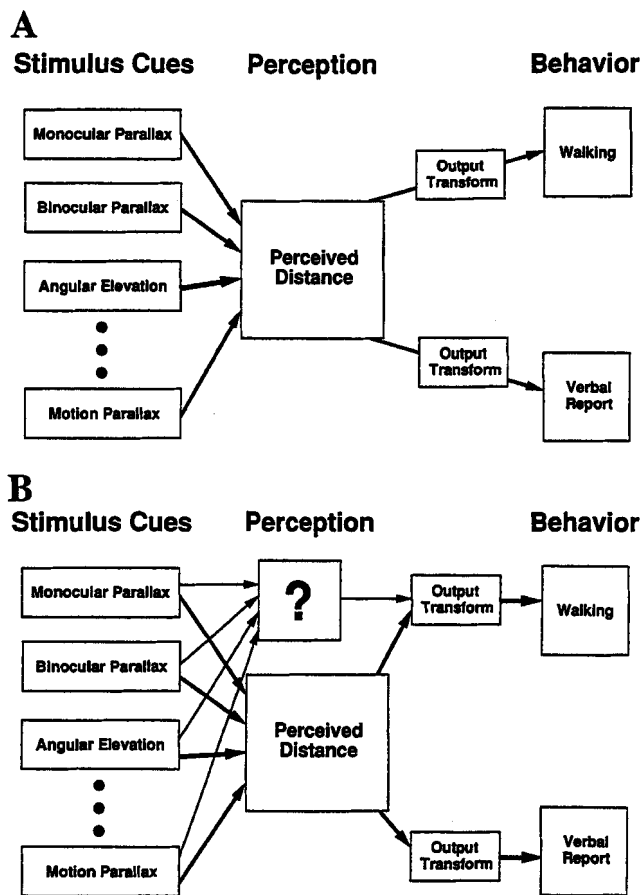 A
Stimulus Cues Perception Behavior
Monocular Parallax
Binocular Parallax
Angular Elevation
Motion Parallax
Perceived
Distance
Output
Transform
Walking
Output
Transform
Verbal
Report
B
Stimulus Cues Perception Behavior
Monocular Parallax
Binocular Parallax
Angular Elevation
Motion Parallax
?
Perceived
Distance
Output
Transform
Walking
Output
Transform
Verbal
Report